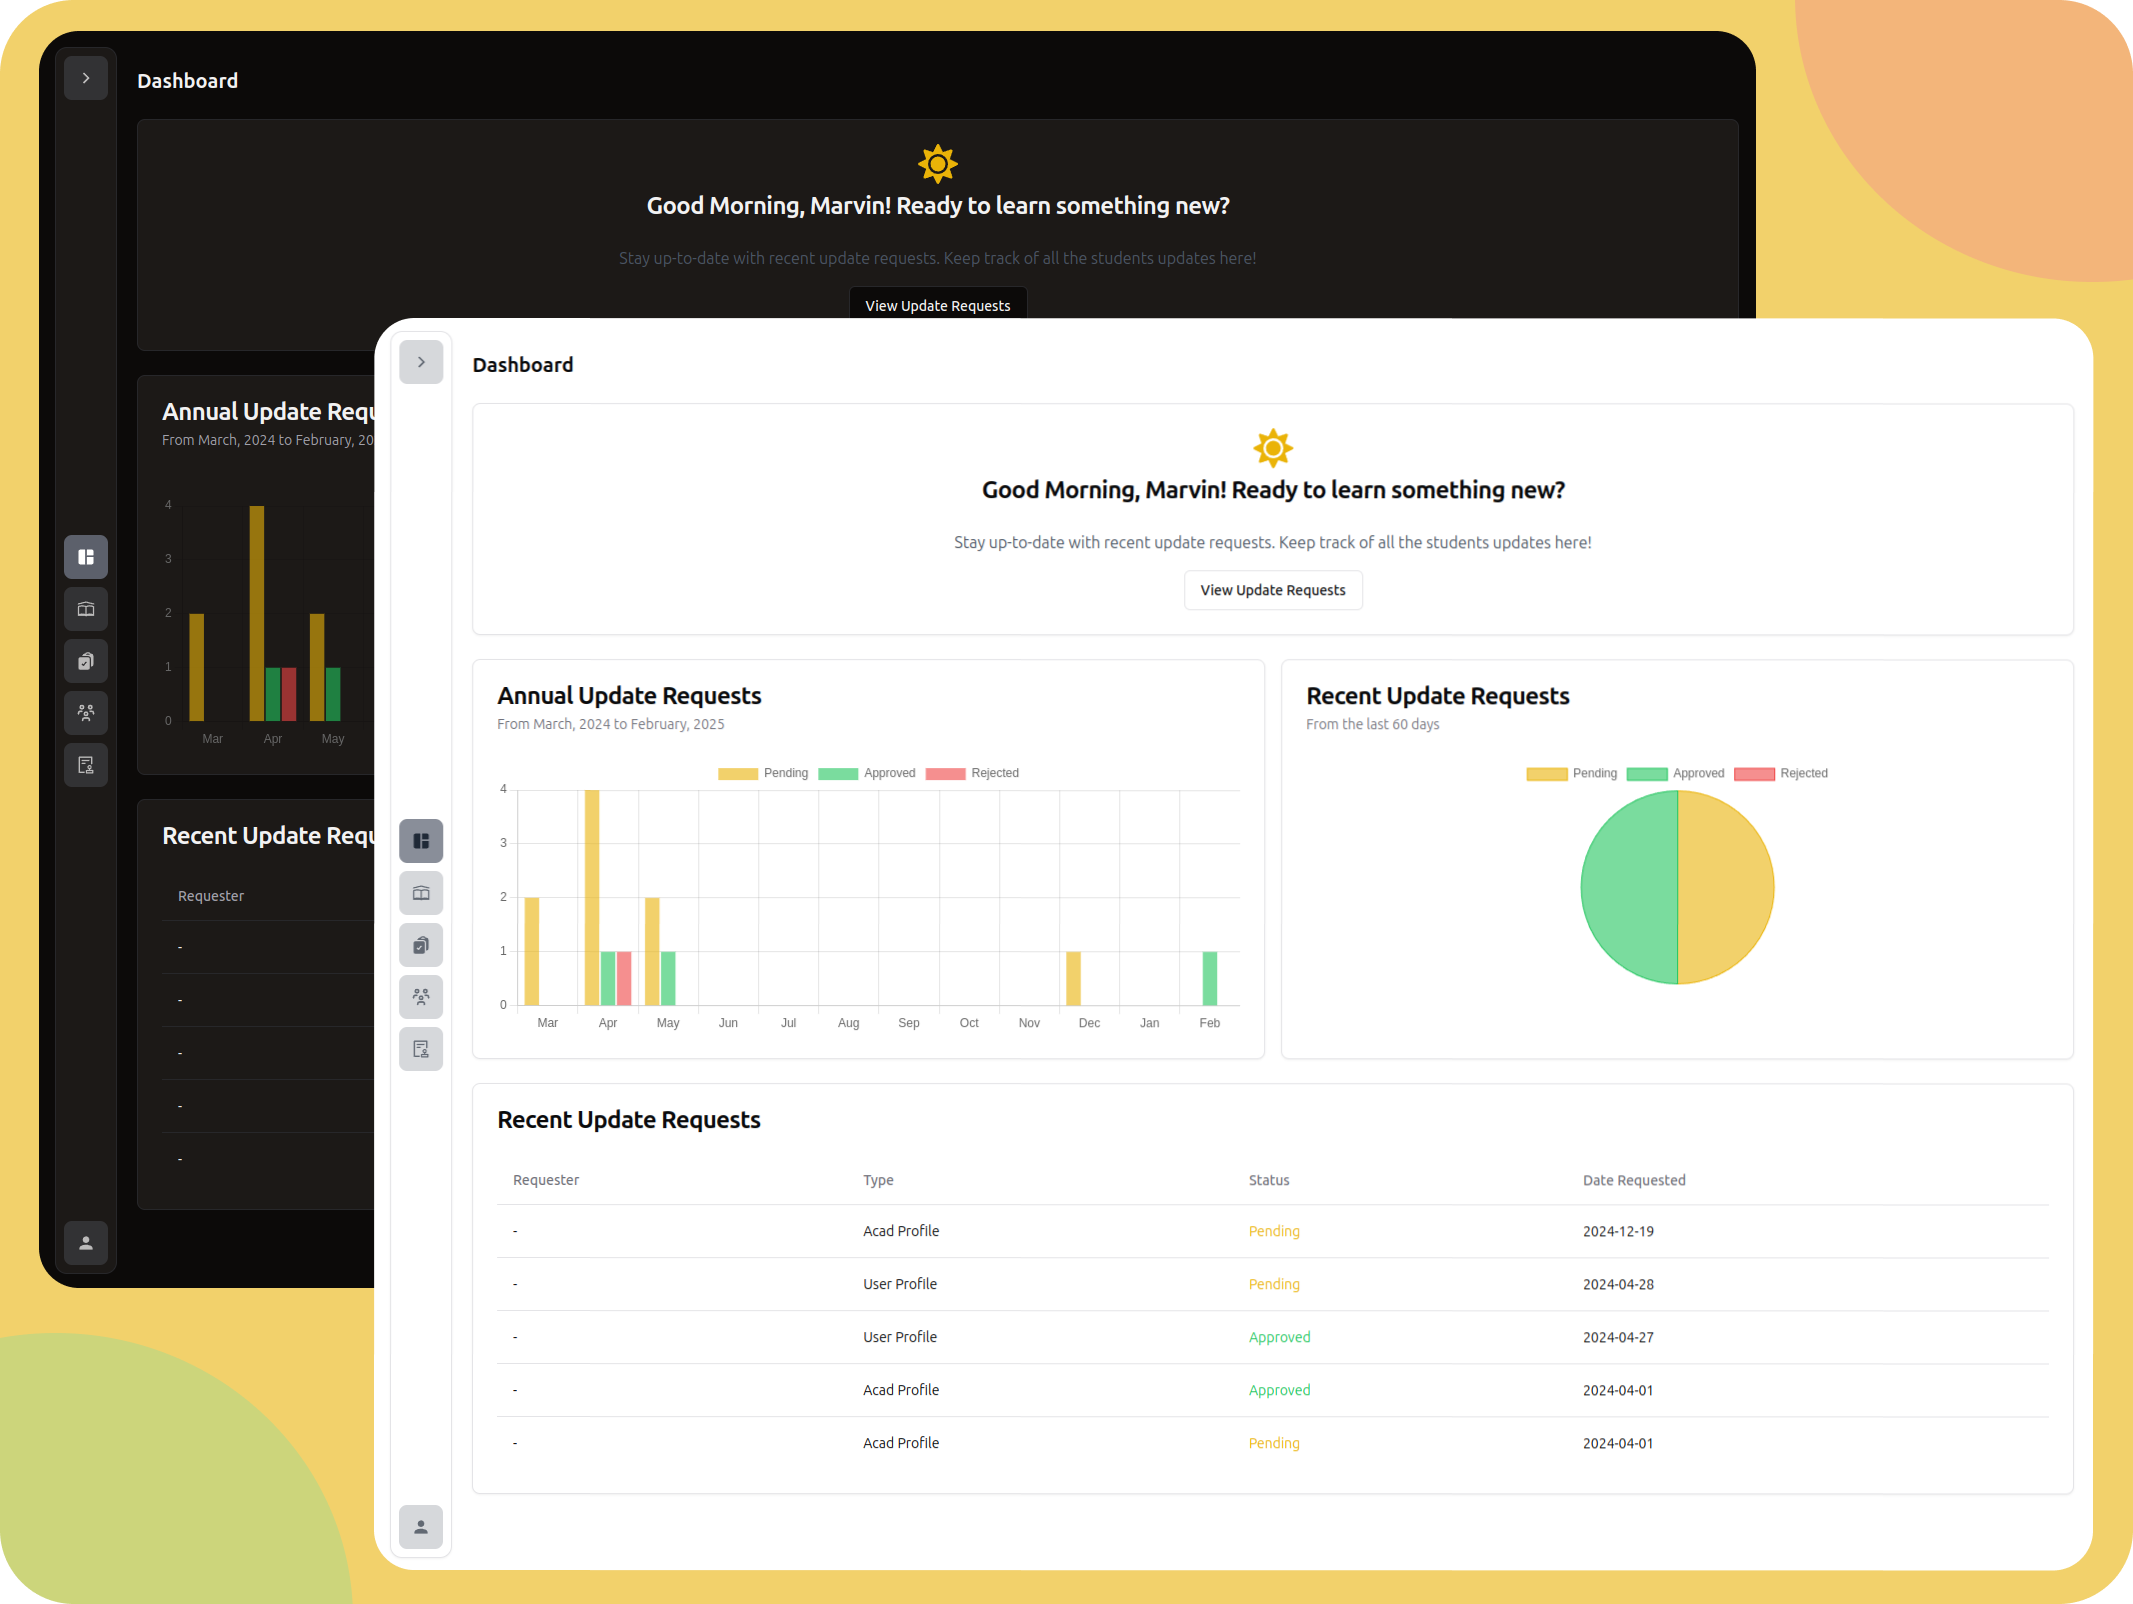 Dashboard
Good Morning, Marvin! Ready to learn something new?
Stay up-to-date with recent update requests. Keep track of all the students updates here!
View Update Requests
Annual Update Requ
From March, 2024 to February, 20
4
3
2
1
0
Mar Apr May
Recent Update Requ
Requester
-
-
-
-
-
Dashboard
Good Morning, Marvin! Ready to learn something new?
Stay up-to-date with recent update requests. Keep track of all the students updates here!
View Update Requests
Annual Update Requests
From March, 2024 to February, 2025
Pending Approved Rejected
4
3
2
1
0
Mar Apr May Jun Jul Aug Sep Oct Nov Dec Jan Feb
Recent Update Requests
From the last 60 days
Pending Approved Rejected
Recent Update Requests
Requester Type Status Date Requested
- Acad Profile Pending 2024-12-19
- User Profile Pending 2024-04-28
- User Profile Approved 2024-04-27
- Acad Profile Approved 2024-04-01
- Acad Profile Pending 2024-04-01